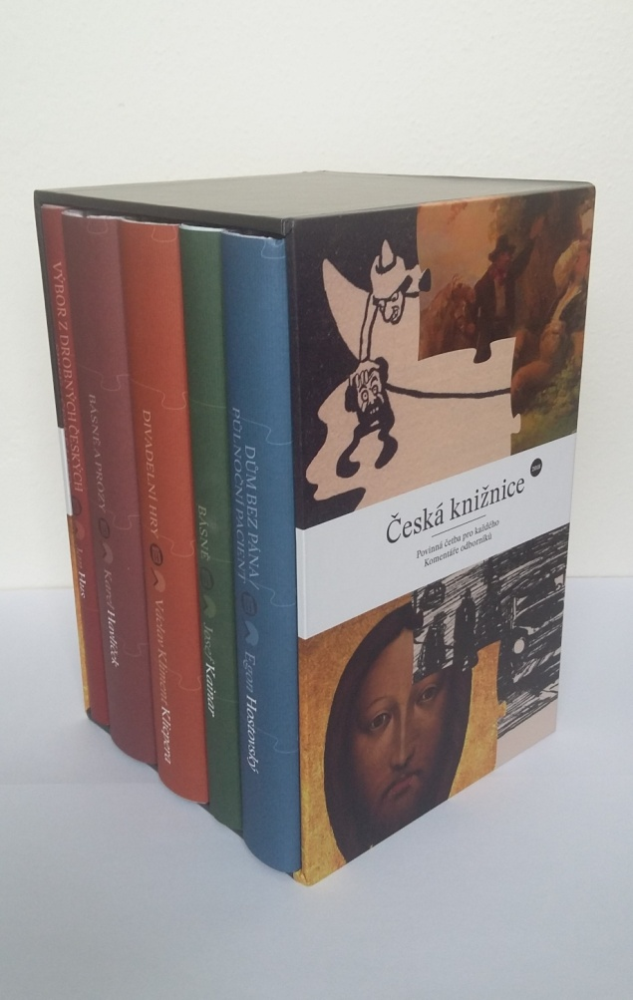 VÝBOR Z DROBNÝCH ČESKÝCH
Jan Hus
BÁSNĚ A PRÓZY
Karel Havlíček
DIVADELNÍ HRY
Václav Kliment Klicpera
BÁSNĚ
Josef Kainar
DŮM BEZ PÁNA /
PŮLNOČNÍ PACIENT
Egon Hostovský
Česká knižnice
Povinná četba pro každého
Komentáře odborníků